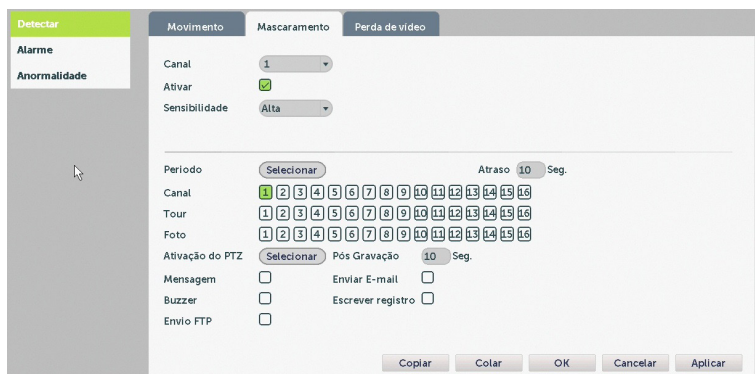 Detectar
Alarme
Anormalidade
Movimento Mascaramento Perda de vídeo
Canal 1
Ativar
Sensibilidade Alta
Período Selecionar Atraso 10 Seg.
Canal 1 2 3 4 5 6 7 8 9 10 11 12 13 14 15 16
Tour 1 2 3 4 5 6 7 8 9 10 11 12 13 14 15 16
Foto 1 2 3 4 5 6 7 8 9 10 11 12 13 14 15 16
Ativação do PTZ Selecionar Pós Gravação 10 Seg.
Mensagem Enviar E-mail
Buzzer Escrever registro
Envio FTP
Copiar Colar OK Cancelar Aplicar